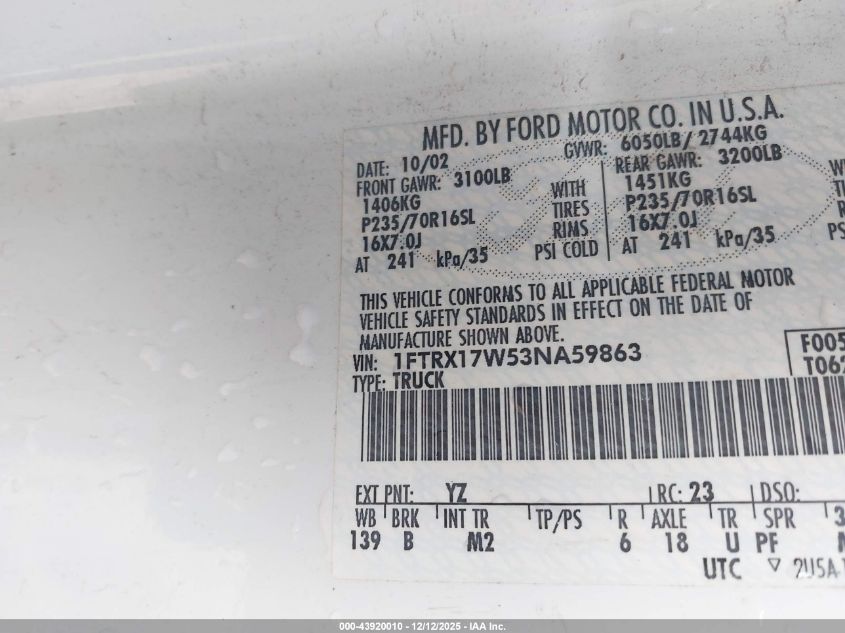 MFD. BY FORD MOTOR CO. IN U.S.A.
DATE: 10/02 GVWR: 6050LB/ 2744KG
FRONT GAWR: 3100LB REAR GAWR: 3200LB
1406KG WITH 1451KG
P235/70R16SL TIRES P235/70R16SL
16X7.0J RIMS 16X7.0J
AT 241 kPa/35 PSI COLD AT 241 kPa/35
THIS VEHICLE CONFORMS TO ALL APPLICABLE FEDERAL MOTOR
VEHICLE SAFETY STANDARDS IN EFFECT ON THE DATE OF
MANUFACTURE SHOWN ABOVE.
VIN: 1FTRX17W53NA59863 F005
TYPE: TRUCK T062
EXT PNT: YZ RC: 23 DSO:
WB BRK INT TR TP/PS R AXLE TR SPR
139 B M2 6 18 U PF
UTC ▽ 2U5A
000-43920010 - 12/12/2025 - IAA Inc.